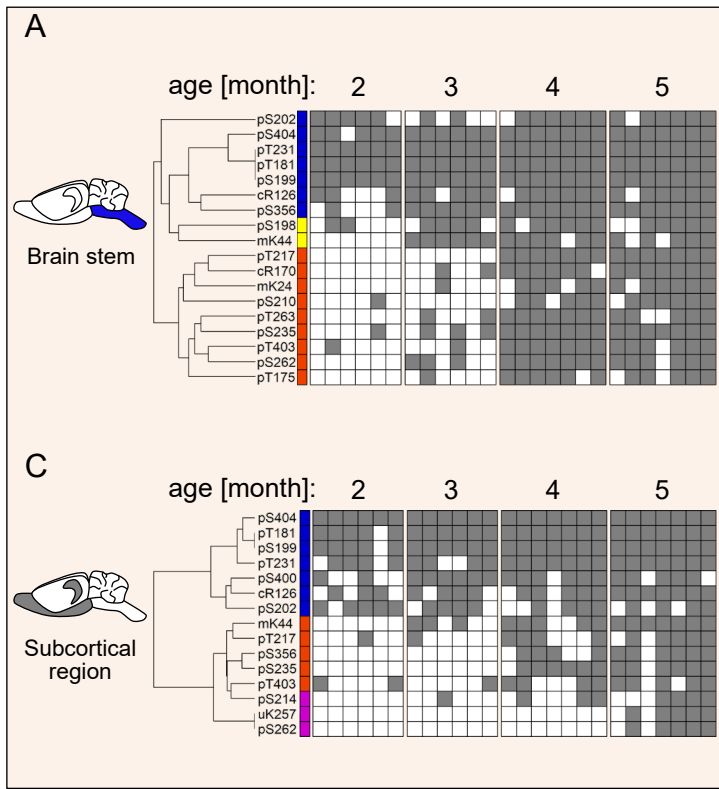 A
age [month]: 2 3 4 5
pS202
pS404
pT231
pT181
pS199
cR126
pS356
pS198
mK44
pT217
cR170
mK24
pS210
pT263
pS235
pT403
pS262
pT175
Brain stem
C
age [month]: 2 3 4 5
pS404
pT181
pS199
pT231
pS400
cR126
pS202
mK44
pT217
pS356
pS235
pT403
pS214
uK257
pS262
Subcortical
region